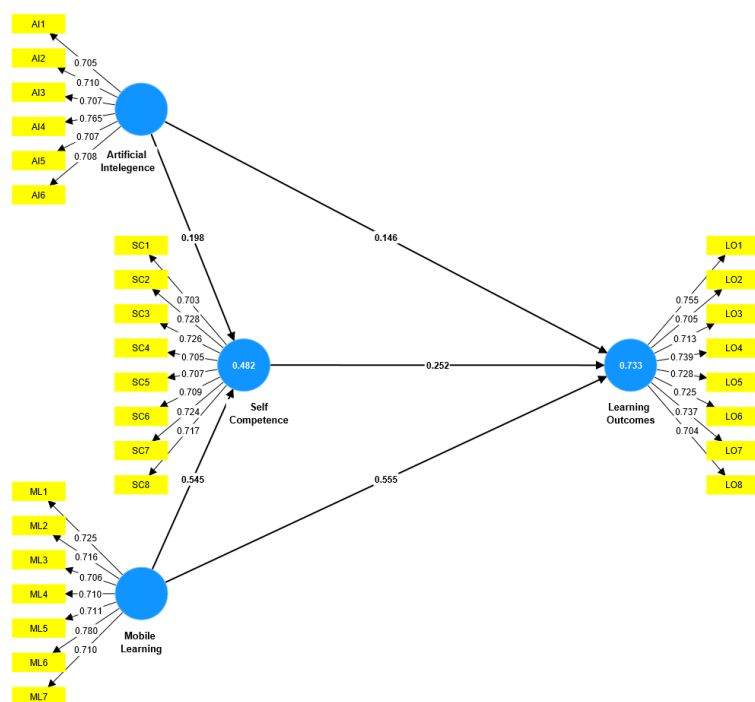 AI1
AI2
AI3
AI4
AI5
AI6
0.705
0.710
0.707
0.765
0.707
0.708
Artificial
Intelegence
0.198
0.146
SC1
SC2
SC3
SC4
SC5
SC6
SC7
SC8
0.703
0.728
0.726
0.705
0.707
0.709
0.724
0.717
0.482
Self
Competence
0.252
0.733
Learning
Outcomes
0.755
0.705
0.713
0.739
0.728
0.725
0.737
0.704
LO1
LO2
LO3
LO4
LO5
LO6
LO7
LO8
0.545
0.555
ML1
ML2
ML3
ML4
ML5
ML6
ML7
0.725
0.716
0.706
0.710
0.711
0.780
0.710
Mobile
Learning